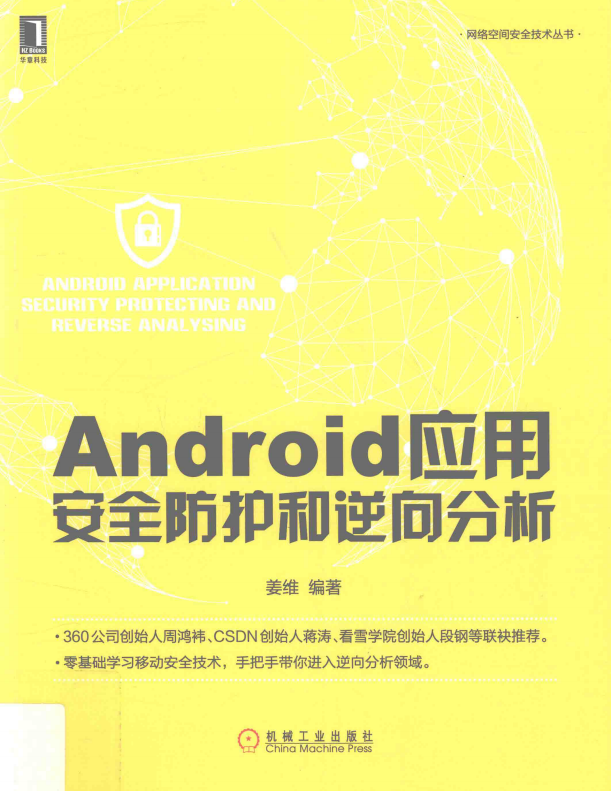 HZ BOOKS
华章科技
·网络空间安全技术丛书·
ANDROID APPLICATION
SECURITY PROTECTING AND
REVERSE ANALYSING
Android应用
安全防护和逆向分析
姜维 编著
·360公司创始人周鸿祎、CSDN创始人蒋涛、看雪学院创始人段钢等联袂推荐。
·零基础学习移动安全技术，手把手带你进入逆向分析领域。
机械工业出版社
China Machine Press